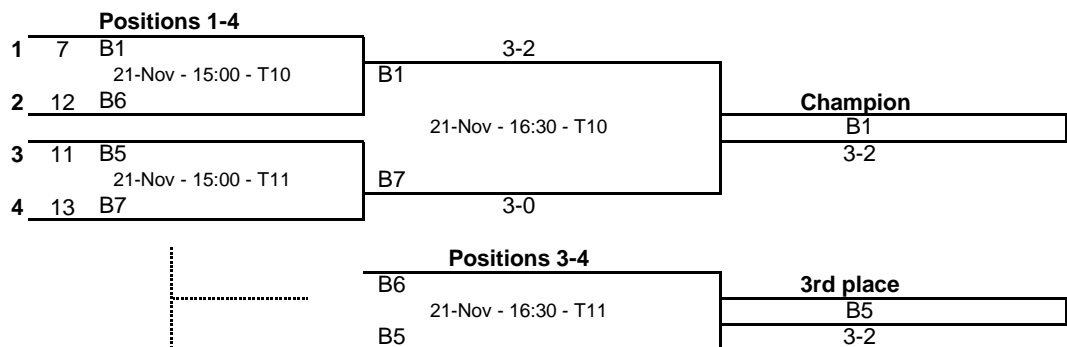 Positions 1-4
1 7 B1 3-2
21-Nov - 15:00 - T10 B1
2 12 B6 Champion
21-Nov - 16:30 - T10 B1
3 11 B5 3-2
21-Nov - 15:00 - T11 B7
4 13 B7 3-0
Positions 3-4
B6 3rd place
21-Nov - 16:30 - T11 B5
B5 3-2